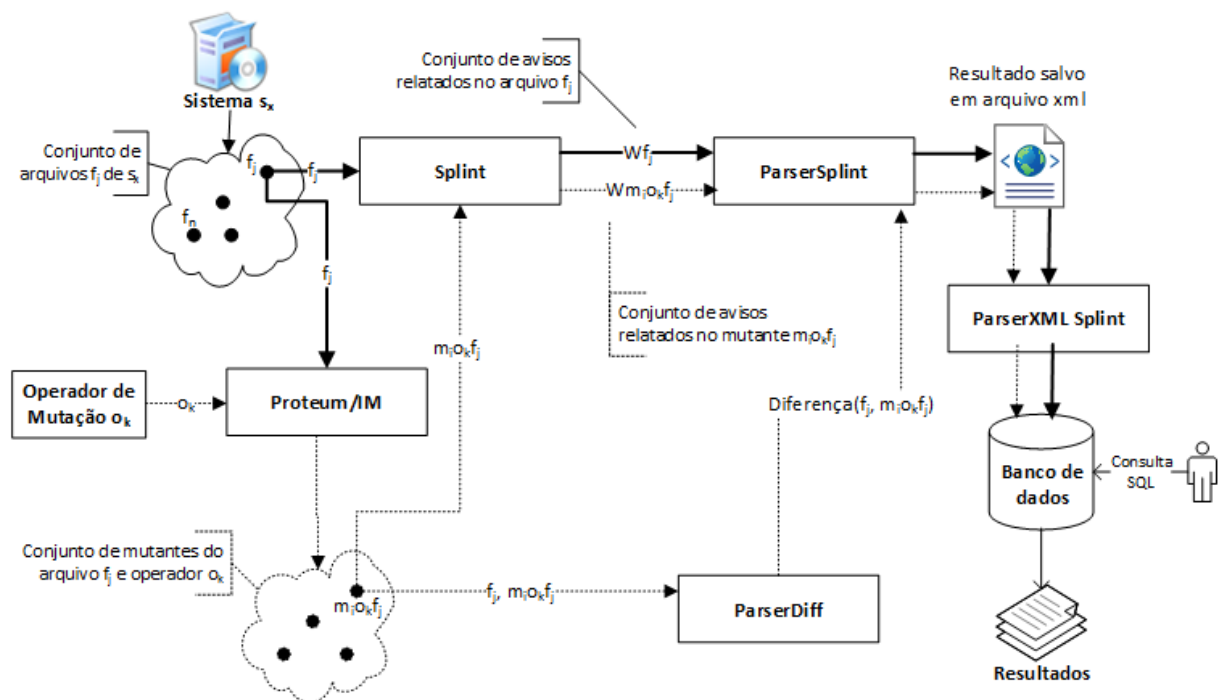 Conjunto de avisos
relatados no arquivo fⱼ
Resultado salvo
em arquivo xml
Sistema sₓ
Conjunto de
arquivos fⱼ de sₖ
fⱼ
fⱼ
Splint
Wfⱼ
ParserSplint
Wmᵢoₖfⱼ
fₙ
fⱼ
Conjunto de avisos
relatados no mutante mᵢoₖfⱼ
ParserXML Splint
mᵢoₖfⱼ
Operador de
Mutação oₖ
oₖ
Proteum/IM
Diferença(fⱼ, mᵢoₖfⱼ)
Banco de
dados
Consulta
SQL
Conjunto de mutantes do
arquivo fⱼ e operador oₖ
mᵢoₖfⱼ
fⱼ, mᵢoₖfⱼ
ParserDiff
Resultados